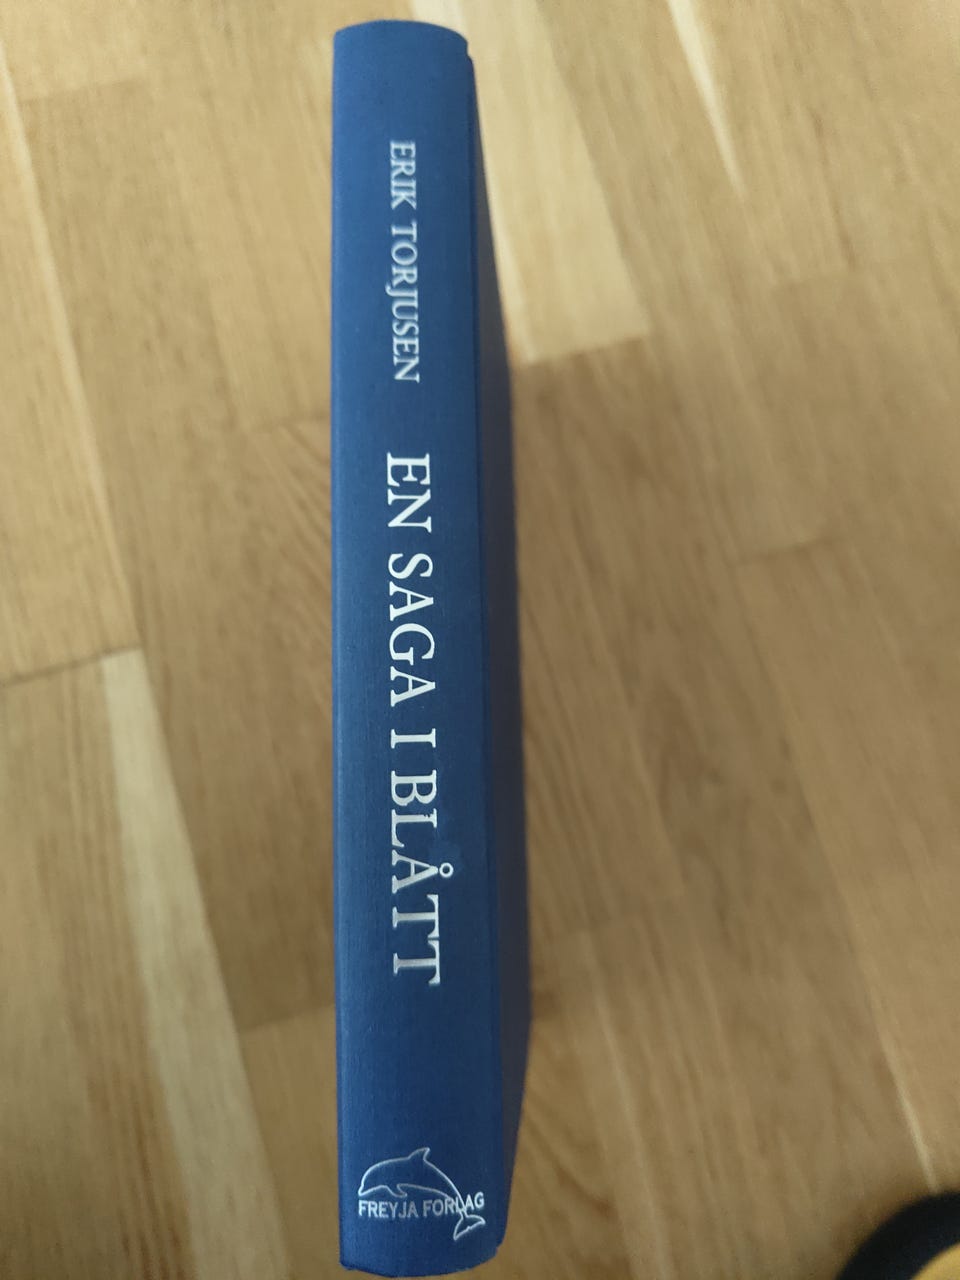 ERIK TORJUSEN
EN SAGA I BLÅTT
FREYJA FORLAG